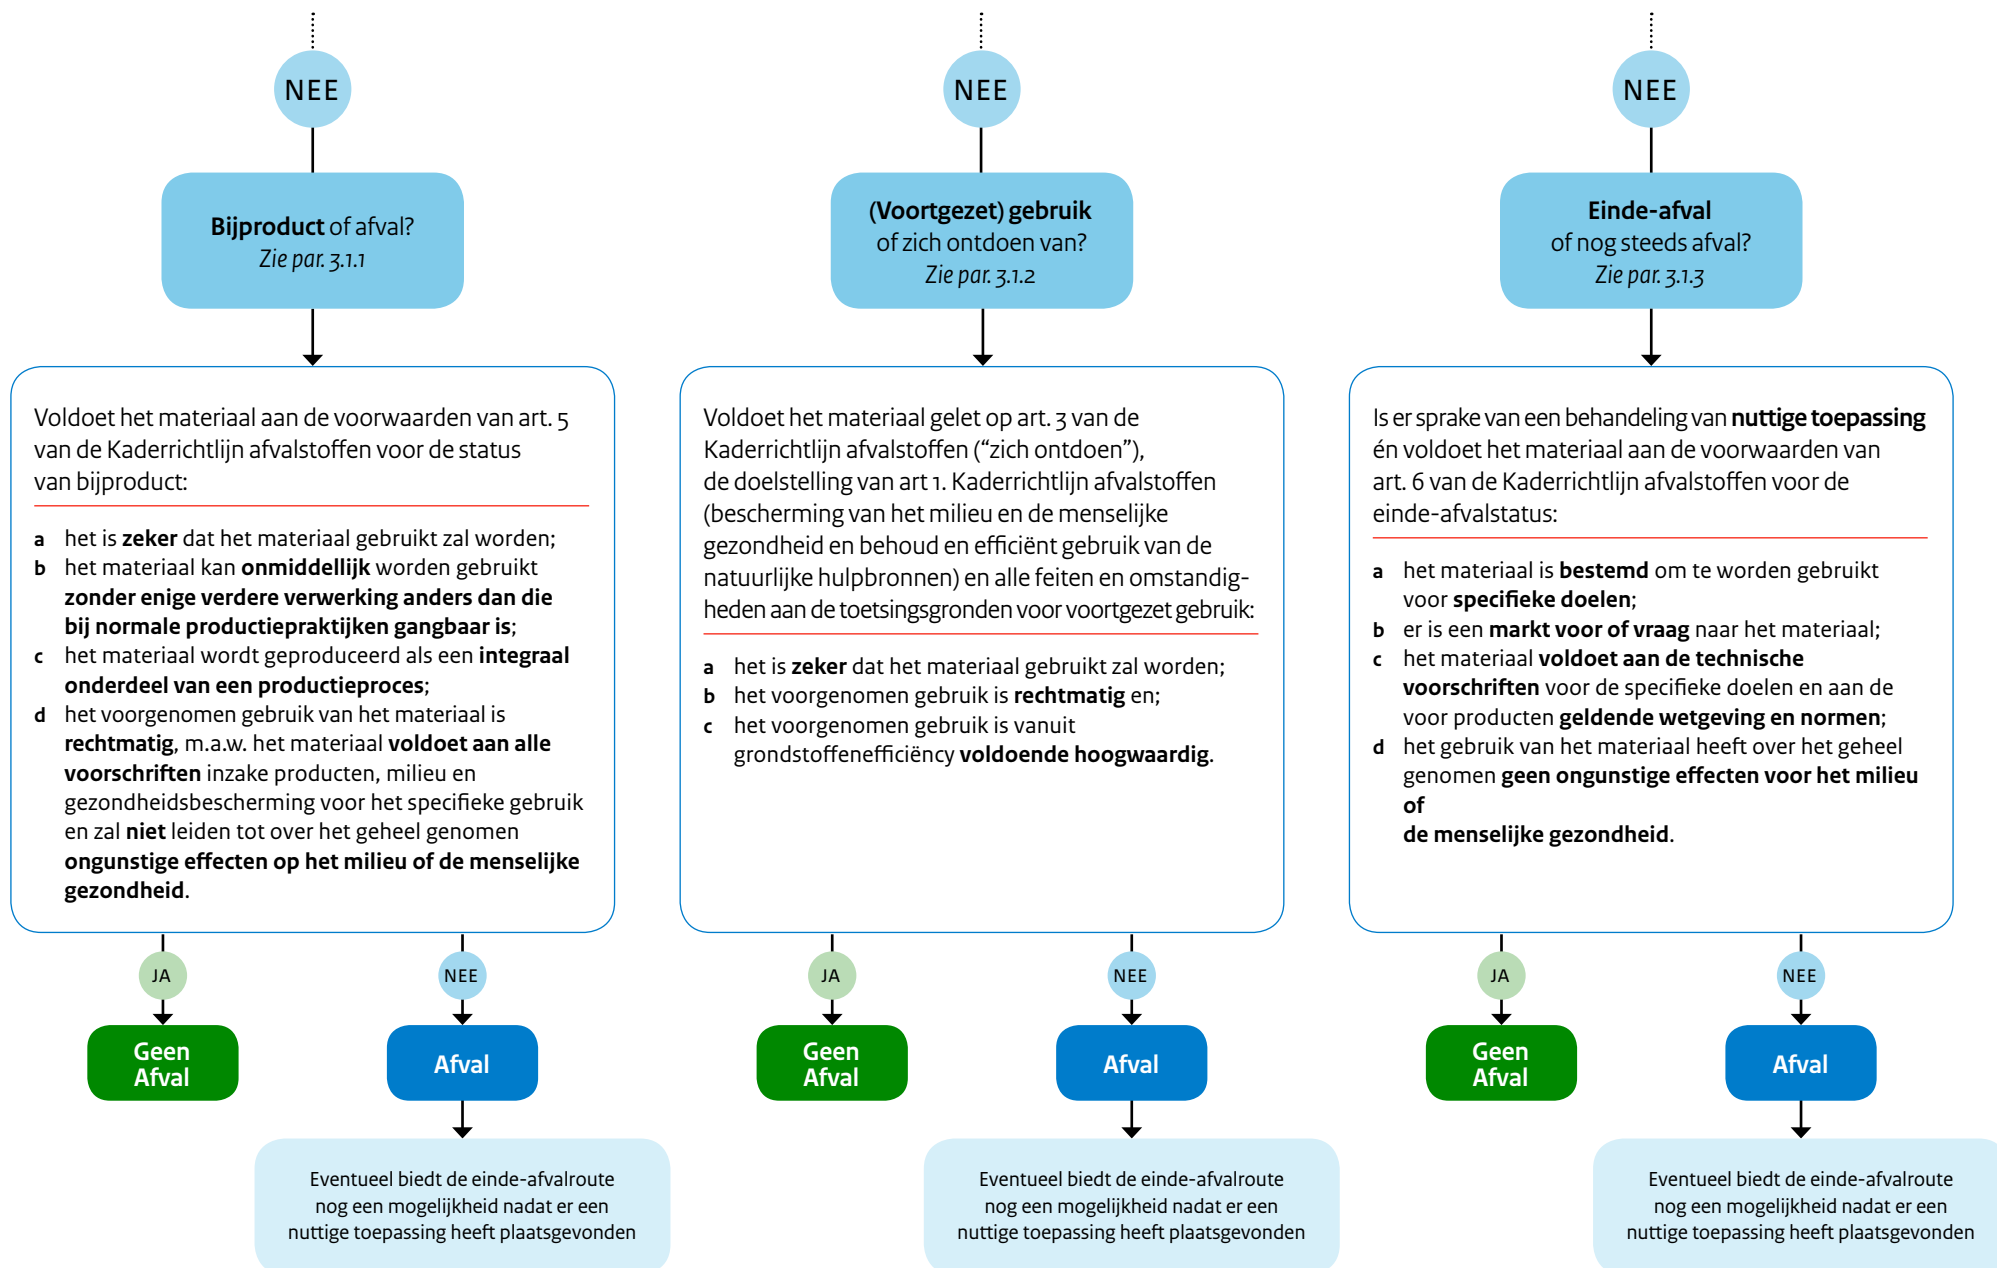 NEE
Bijproduct of afval?
Zie par. 3.1.1
Voldoet het materiaal aan de voorwaarden van art. 5
van de Kaderrichtlijn afvalstoffen voor de status
van bijproduct:
a het is zeker dat het materiaal gebruikt zal worden;
b het materiaal kan onmiddellijk worden gebruikt
zonder enige verdere verwerking anders dan die
bij normale productiepraktijken gangbaar is;
c het materiaal wordt geproduceerd als een integraal
onderdeel van een productieproces;
d het voorgenomen gebruik van het materiaal is
rechtmatig, m.a.w. het materiaal voldoet aan alle
voorschriften inzake producten, milieu en
gezondheidsbescherming voor het specifieke gebruik
en zal niet leiden tot over het geheel genomen
ongunstige effecten op het milieu of de menselijke
gezondheid.
JA
NEE
Geen
Afval
Afval
Eventueel biedt de einde-afvalroute
nog een mogelijkheid nadat er een
nuttige toepassing heeft plaatsgevonden
NEE
(Voortgezet) gebruik
of zich ontdoen van?
Zie par. 3.1.2
Voldoet het materiaal gelet op art. 3 van de
Kaderrichtlijn afvalstoffen (“zich ontdoen”),
de doelstelling van art 1. Kaderrichtlijn afvalstoffen
(bescherming van het milieu en de menselijke
gezondheid en behoud en efficiënt gebruik van de
natuurlijke hulpbronnen) en alle feiten en omstandig-
heden aan de toetsingsgronden voor voortgezet gebruik:
a het is zeker dat het materiaal gebruikt zal worden;
b het voorgenomen gebruik is rechtmatig en;
c het voorgenomen gebruik is vanuit
grondstoffenefficiëncy voldoende hoogwaardig.
JA
NEE
Geen
Afval
Afval
Eventueel biedt de einde-afvalroute
nog een mogelijkheid nadat er een
nuttige toepassing heeft plaatsgevonden
NEE
Einde-afval
of nog steeds afval?
Zie par. 3.1.3
Is er sprake van een behandeling van nuttige toepassing
én voldoet het materiaal aan de voorwaarden van
art. 6 van de Kaderrichtlijn afvalstoffen voor de
einde-afvalstatus:
a het materiaal is bestemd om te worden gebruikt
voor specifieke doelen;
b er is een markt voor of vraag naar het materiaal;
c het materiaal voldoet aan de technische
voorschriften voor de specifieke doelen en aan de
voor producten geldende wetgeving en normen;
d het gebruik van het materiaal heeft over het geheel
genomen geen ongunstige effecten voor het milieu
of
de menselijke gezondheid.
JA
NEE
Geen
Afval
Afval
Eventueel biedt de einde-afvalroute
nog een mogelijkheid nadat er een
nuttige toepassing heeft plaatsgevonden